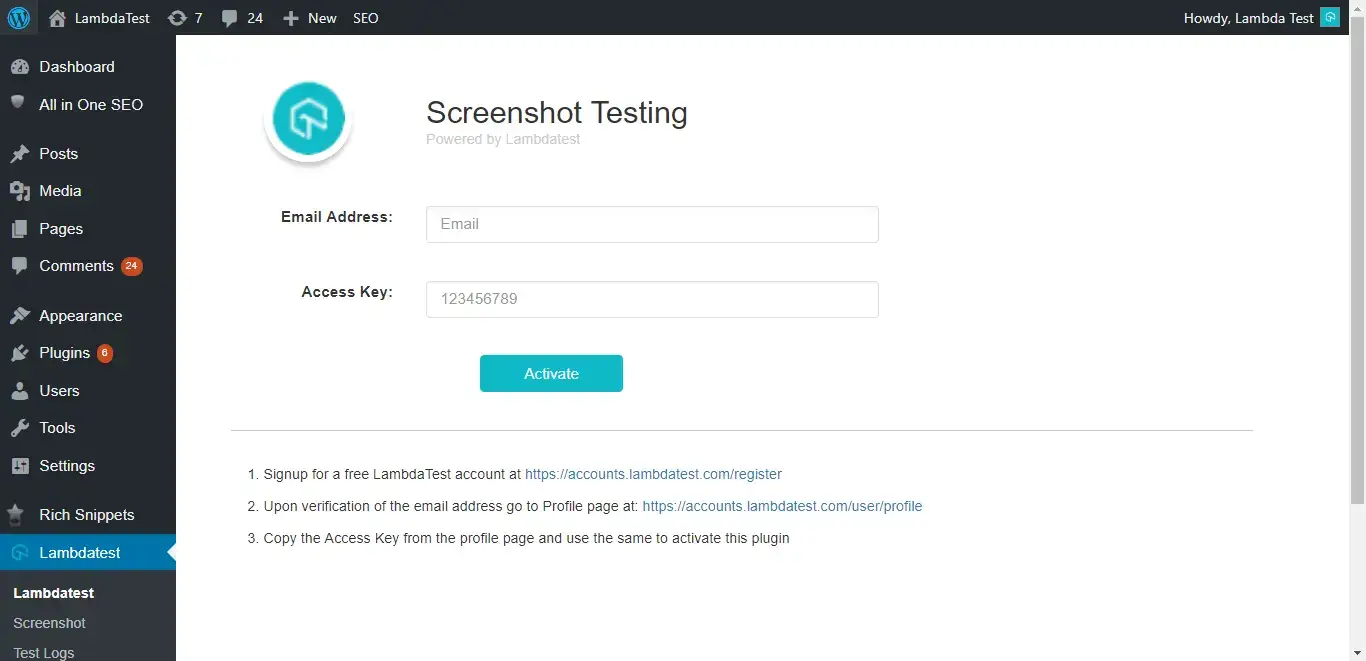 LambdaTest 7 24 New SEO Howdy, Lambda Test
Dashboard
All in One SEO
Posts
Media
Pages
Comments 24
Appearance
Plugins 6
Users
Tools
Settings
Rich Snippets
Lambdatest
Lambdatest
Screenshot
Test Logs
Screenshot Testing
Powered by Lambdatest
Email Address: Email
Access Key: 123456789
Activate
1. Signup for a free LambdaTest account at https://accounts.lambdatest.com/register
2. Upon verification of the email address go to Profile page at: https://accounts.lambdatest.com/user/profile
3. Copy the Access Key from the profile page and use the same to activate this plugin